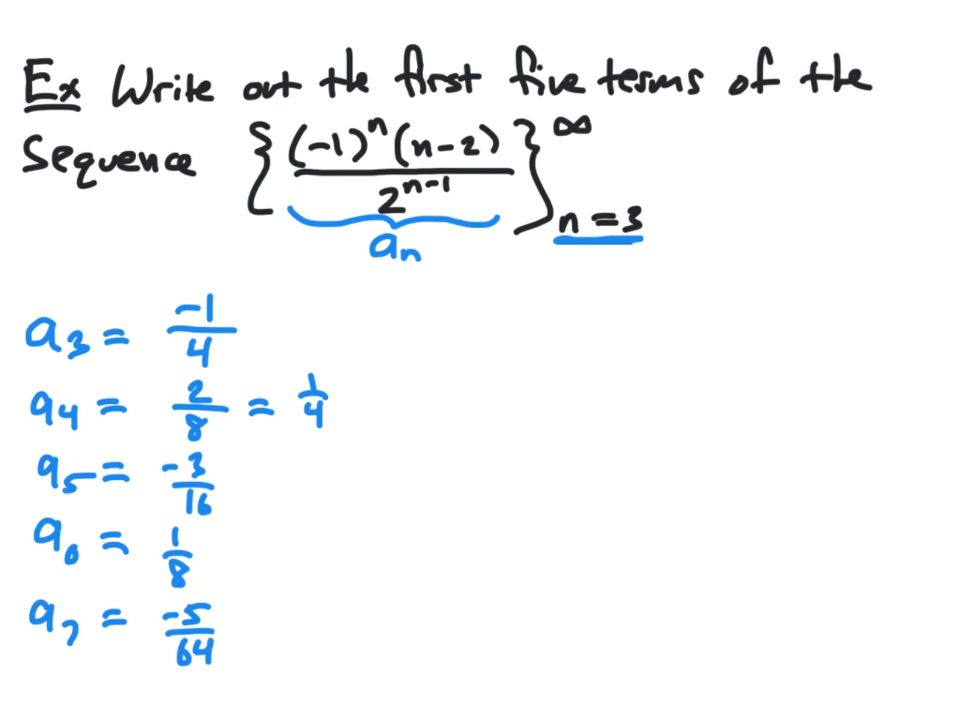 Ex Write out the first five terms of the
Sequence { (-1)^n (n-2) / 2^{n-1} }^∞_{n=3}
a_n
a_3 = -1/4
a_4 = 2/8 = 1/4
a_5 = -3/16
a_6 = 1/8
a_7 = -5/64